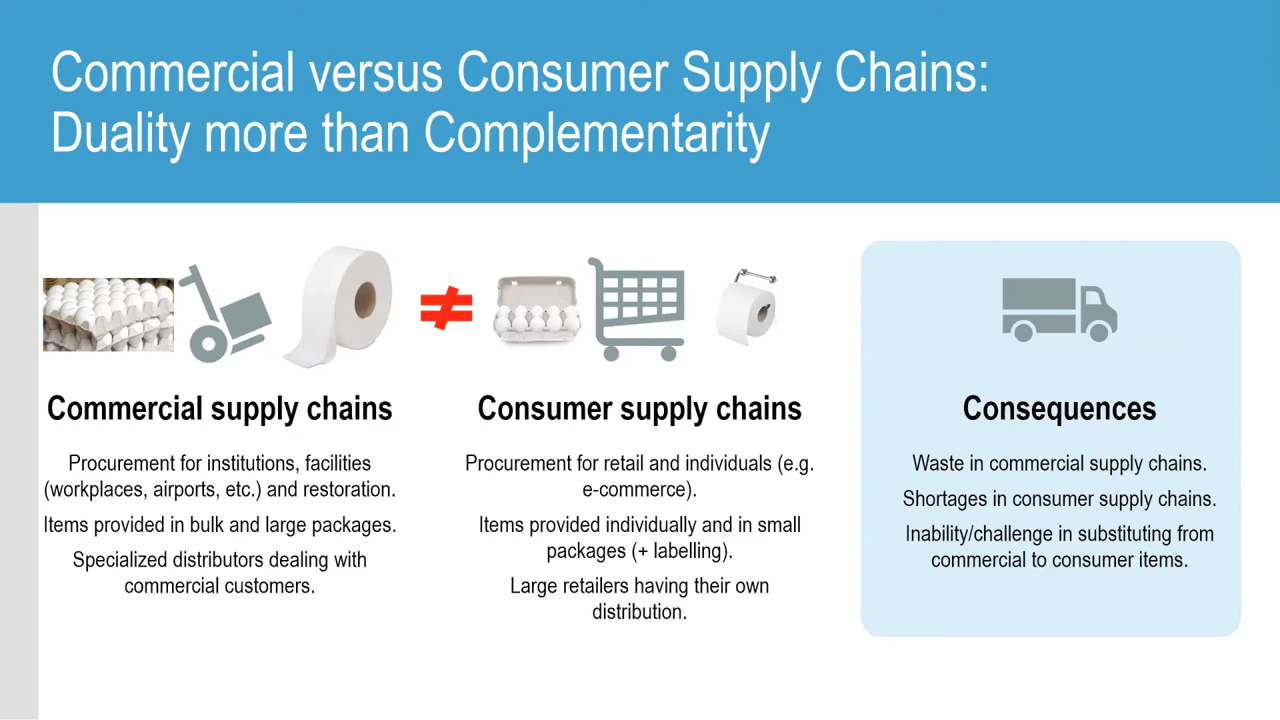 Commercial versus Consumer Supply Chains:
Duality more than Complementarity
≠
Commercial supply chains
Procurement for institutions, facilities
(workplaces, airports, etc.) and restoration.
Items provided in bulk and large packages.
Specialized distributors dealing with
commercial customers.
Consumer supply chains
Procurement for retail and individuals (e.g.
e-commerce).
Items provided individually and in small
packages (+ labelling).
Large retailers having their own
distribution.
Consequences
Waste in commercial supply chains.
Shortages in consumer supply chains.
Inability/challenge in substituting from
commercial to consumer items.